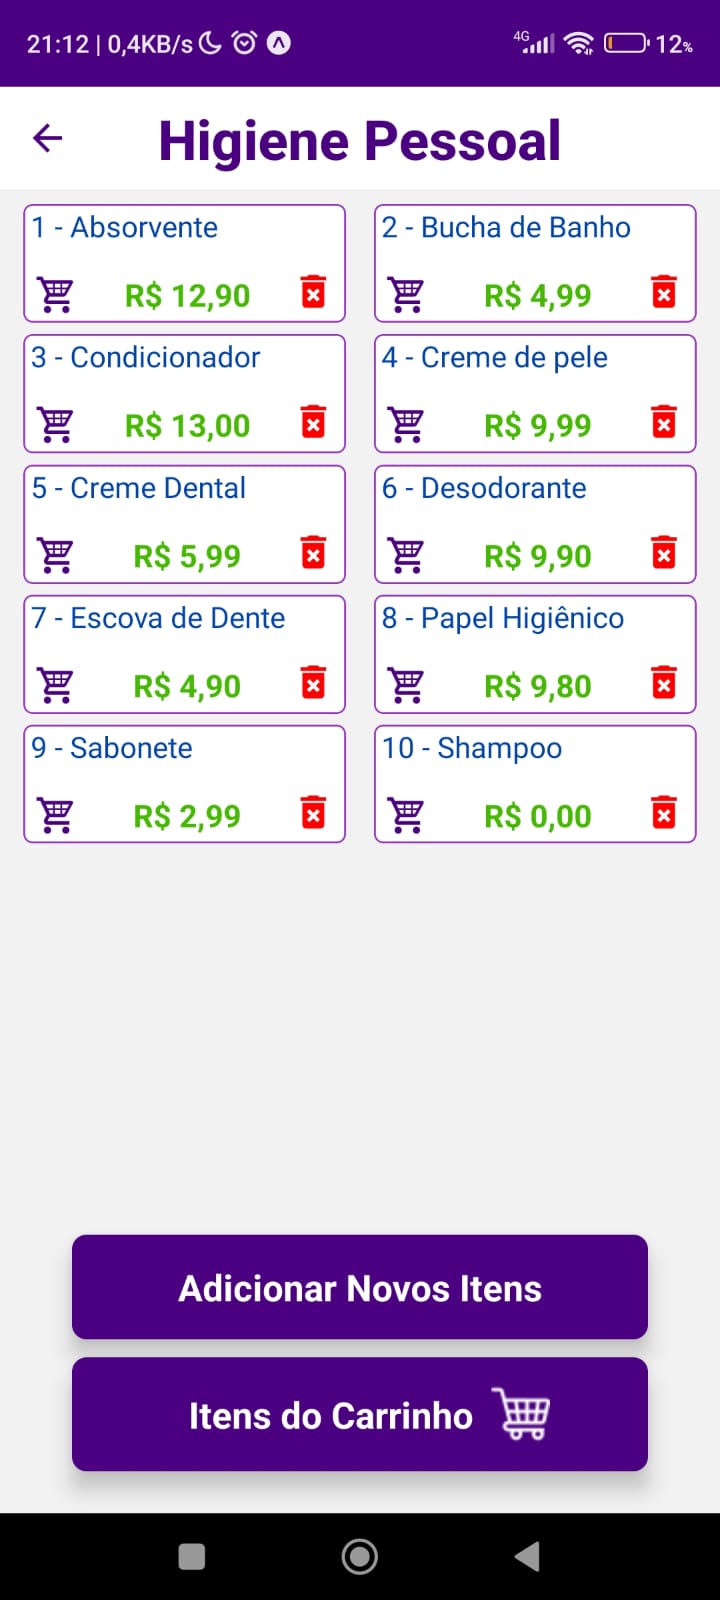 21:12 | 0,4KB/s 4G 12%
Higiene Pessoal
1 - Absorvente
R$ 12,90
2 - Bucha de Banho
R$ 4,99
3 - Condicionador
R$ 13,00
4 - Creme de pele
R$ 9,99
5 - Creme Dental
R$ 5,99
6 - Desodorante
R$ 9,90
7 - Escova de Dente
R$ 4,90
8 - Papel Higiênico
R$ 9,80
9 - Sabonete
R$ 2,99
10 - Shampoo
R$ 0,00
Adicionar Novos Itens
Itens do Carrinho